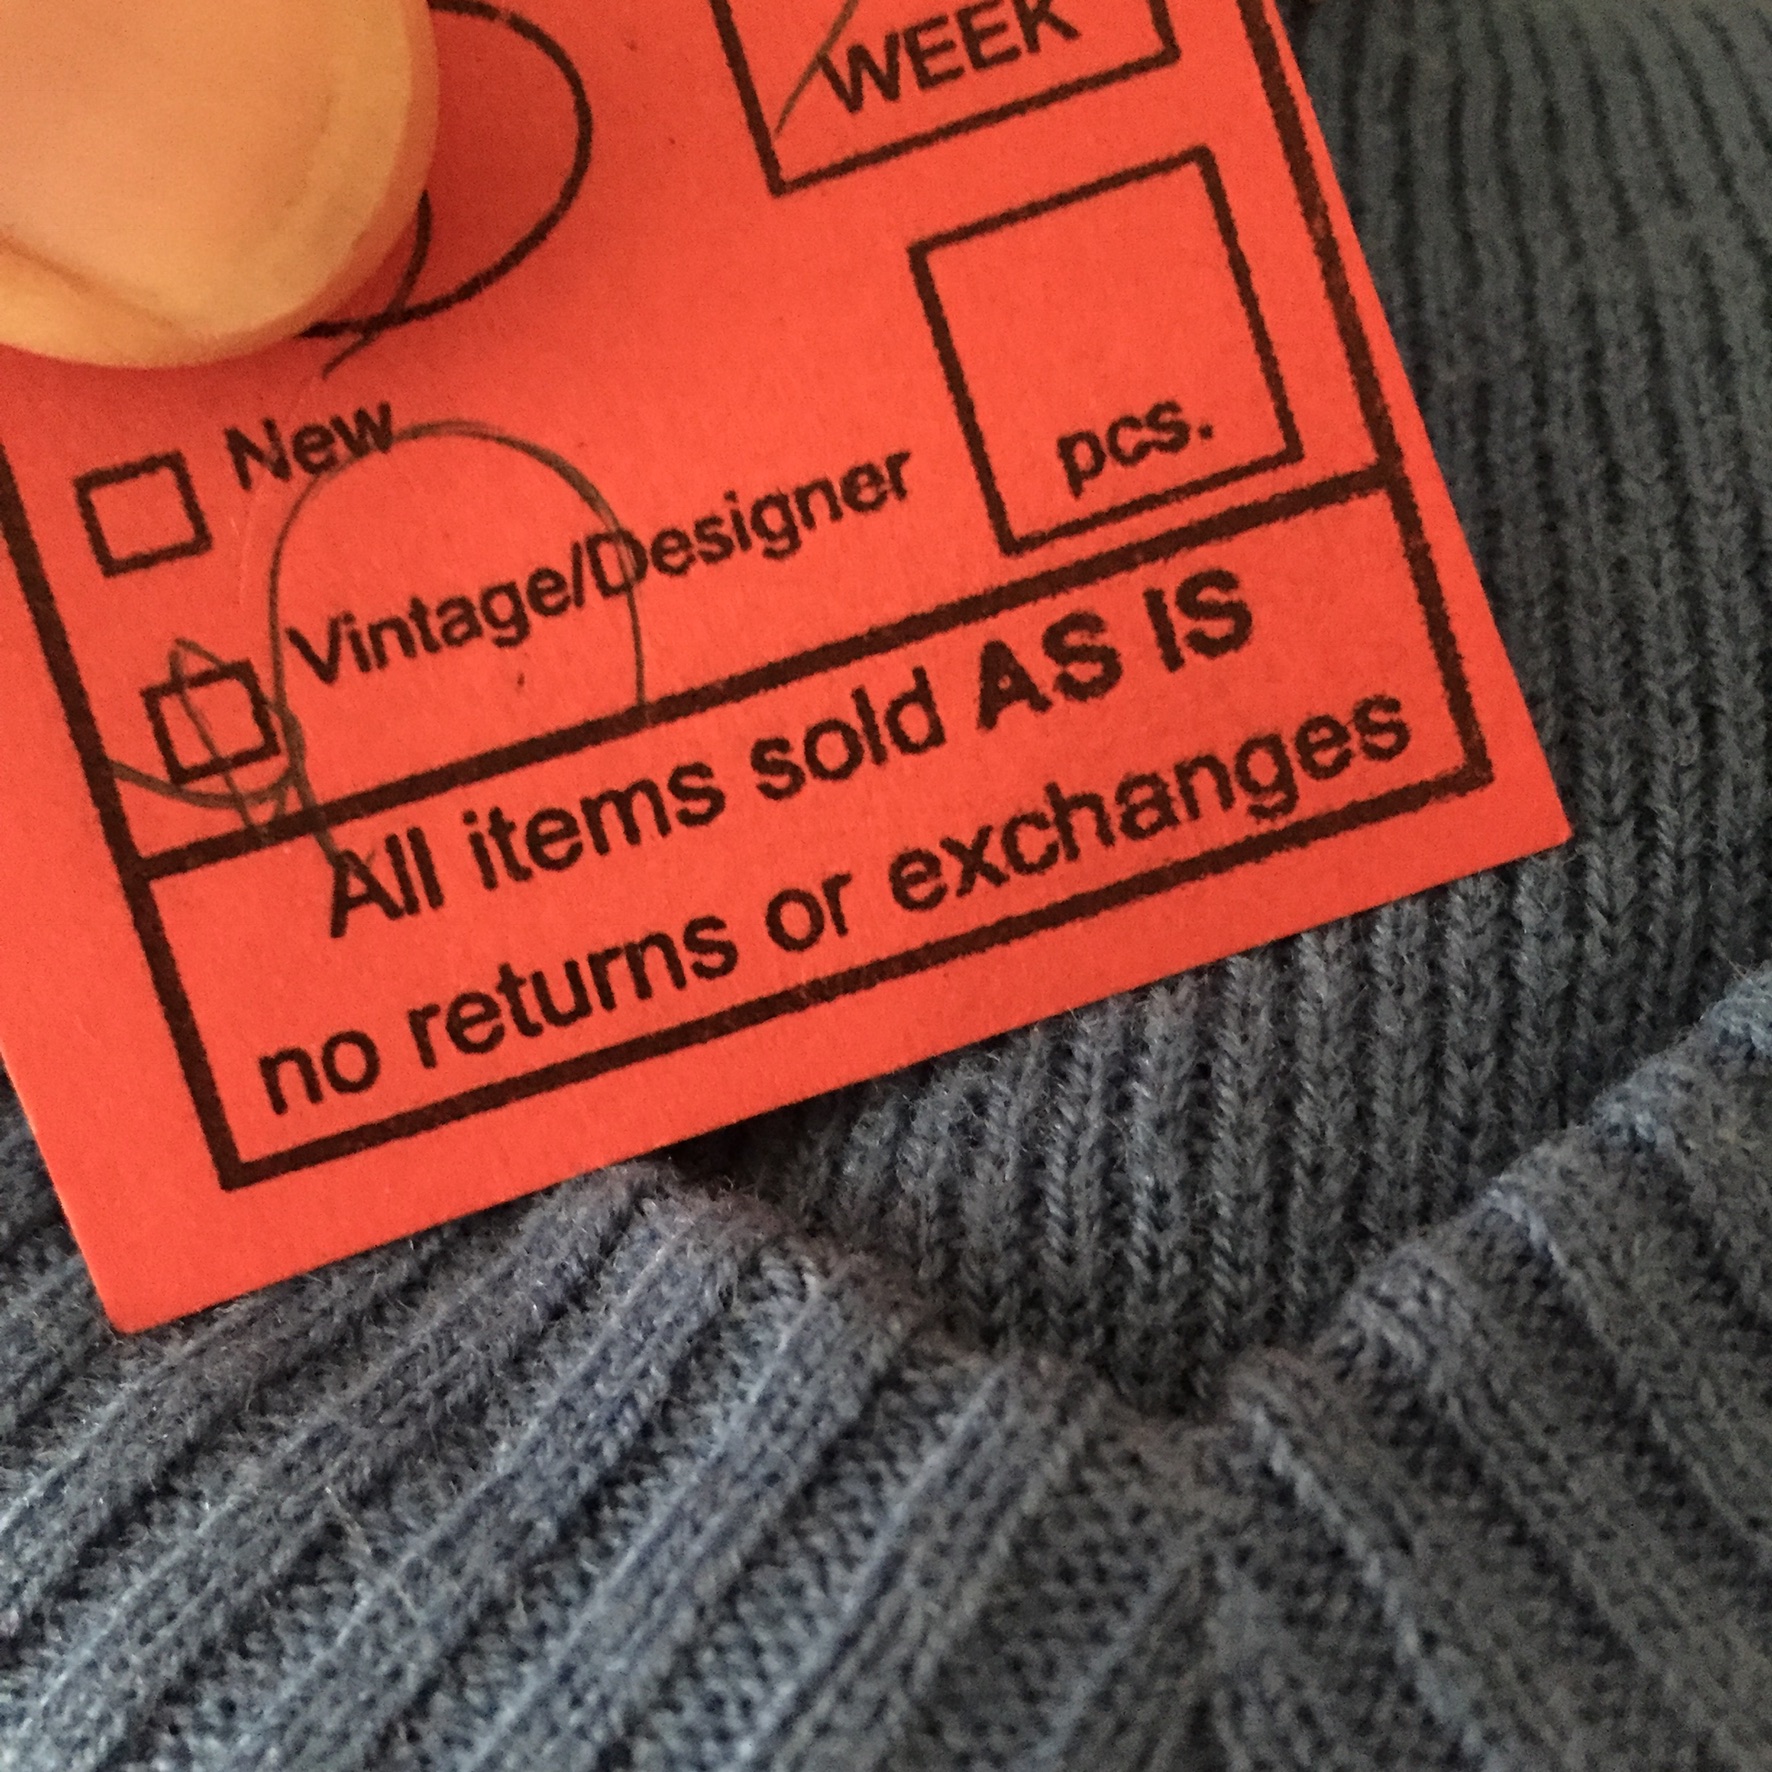 WEEK
pcs.
New
Vintage/Designer
All items sold AS IS
no returns or exchanges